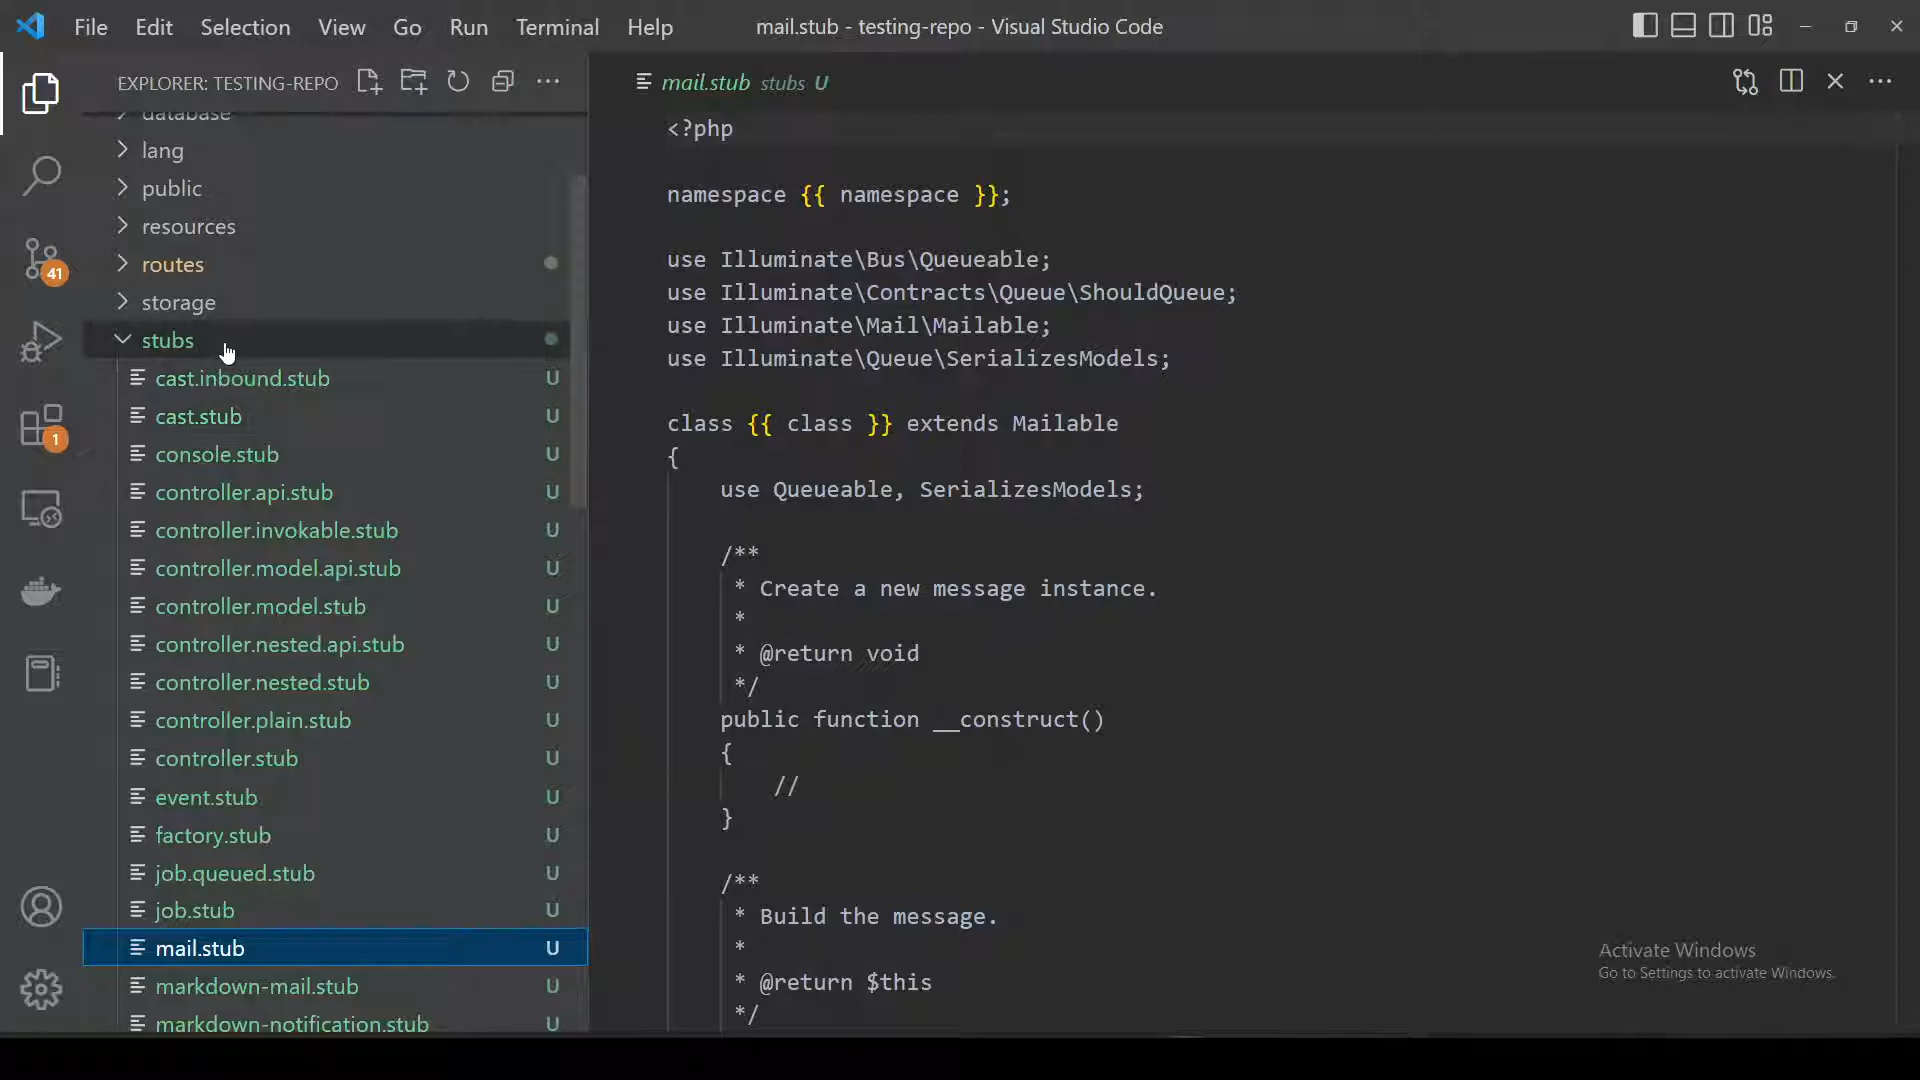 File Edit Selection View Go Run Terminal Help
mail.stub - testing-repo - Visual Studio Code
EXPLORER: TESTING-REPO
database
lang
public
resources
routes
storage
stubs
cast.inbound.stub U
cast.stub U
console.stub U
controller.api.stub U
controller.invokable.stub U
controller.model.api.stub U
controller.model.stub U
controller.nested.api.stub U
controller.nested.stub U
controller.plain.stub U
controller.stub U
event.stub U
factory.stub U
job.queued.stub U
job.stub U
mail.stub U
markdown-mail.stub U
markdown-notification.stub U
41
1
mail.stub stubs U
<?php
namespace {{ namespace }};
use Illuminate\Bus\Queueable;
use Illuminate\Contracts\Queue\ShouldQueue;
use Illuminate\Mail\Mailable;
use Illuminate\Queue\SerializesModels;
class {{ class }} extends Mailable
{
use Queueable, SerializesModels;
/**
* Create a new message instance.
*
* @return void
*/
public function __construct()
{
//
}
/**
* Build the message.
*
* @return $this
*/
Activate Windows
Go to Settings to activate Windows.